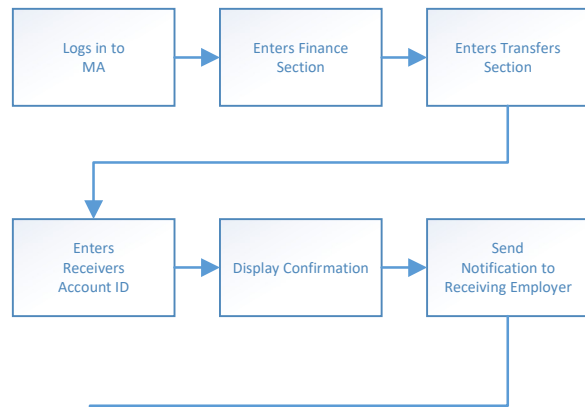 Logs in to
MA
Enters Finance
Section
Enters Transfers
Section
Enters
Receivers
Account ID
Display Confirmation
Send
Notification to
Receiving Employer